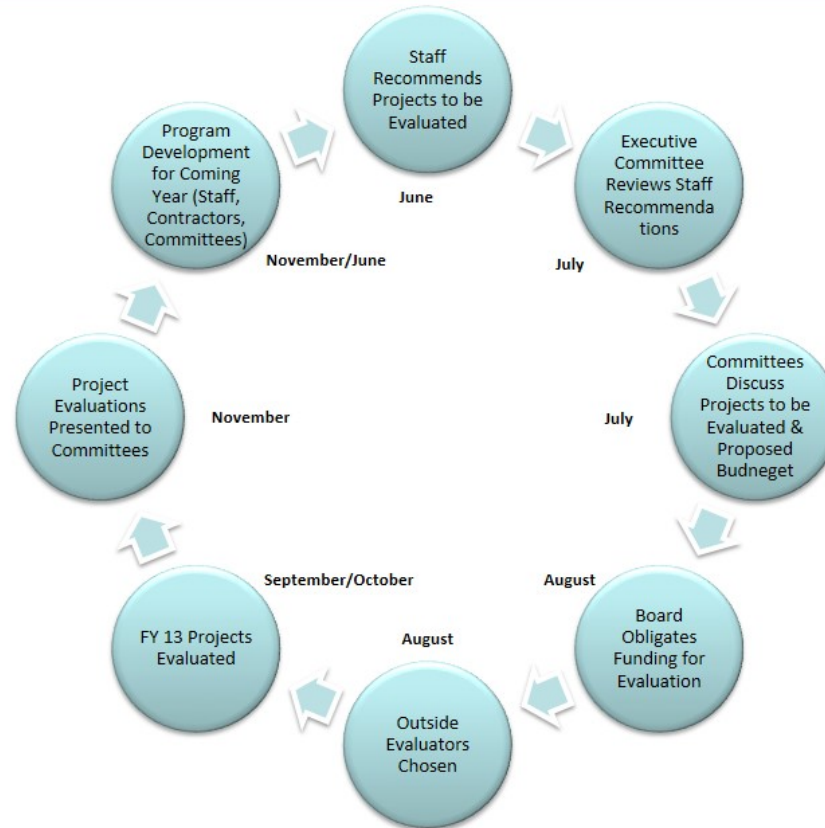 Staff
Recommends
Projects to be
Evaluated
June
Executive
Committee
Reviews Staff
Recommenda
tions
July
Committees
Discuss
Projects to be
Evaluated &
Proposed
Budneget
July
Board
Obligates
Funding for
Evaluation
August
Outside
Evaluators
Chosen
August
FY 13 Projects
Evaluated
September/October
Project
Evaluations
Presented to
Committees
November
Program
Development
for Coming
Year (Staff,
Contractors,
Committees)
November/June